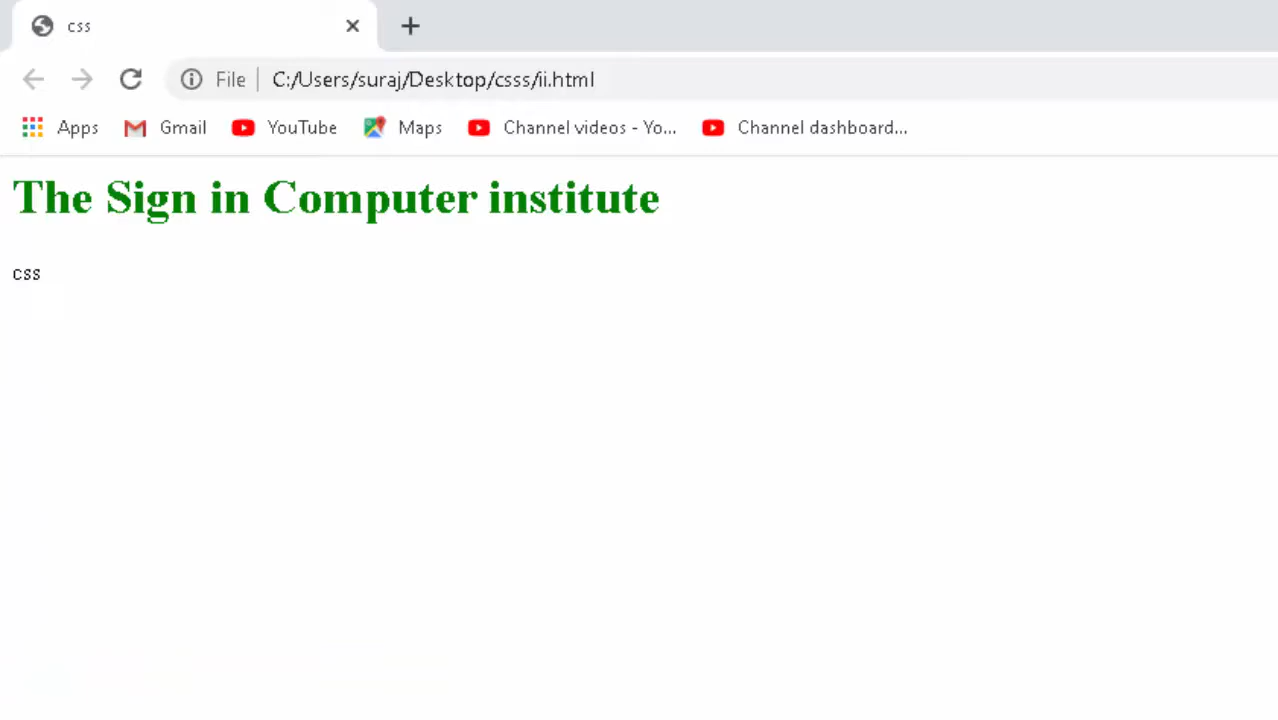 css
File | C:/Users/suraj/Desktop/csss/ii.html
Apps Gmail YouTube Maps Channel videos - Yo... Channel dashboard...
The Sign in Computer institute
css